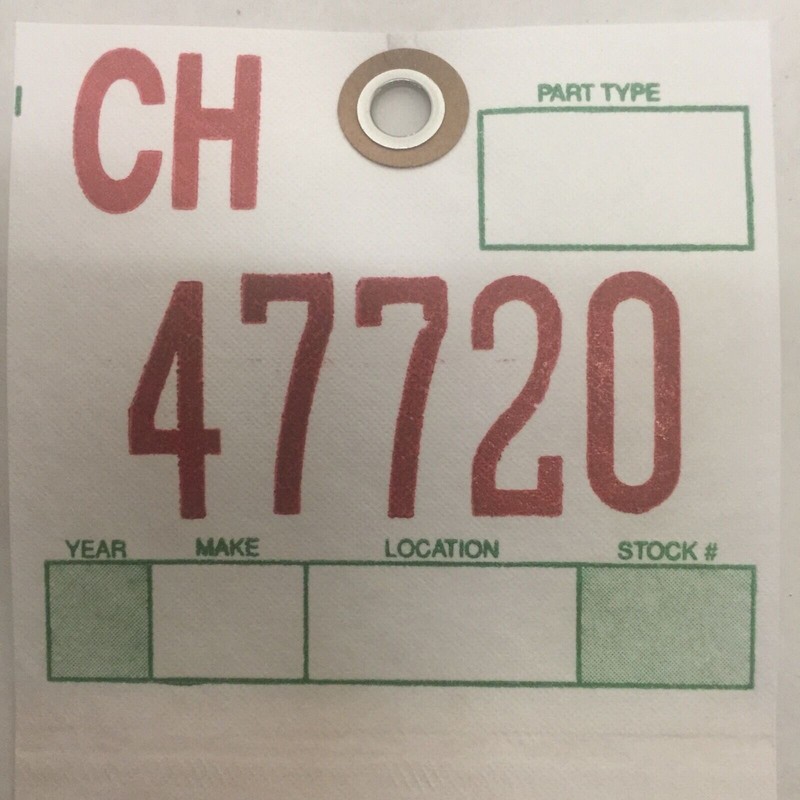 CH
PART TYPE
47720
YEAR MAKE LOCATION STOCK #